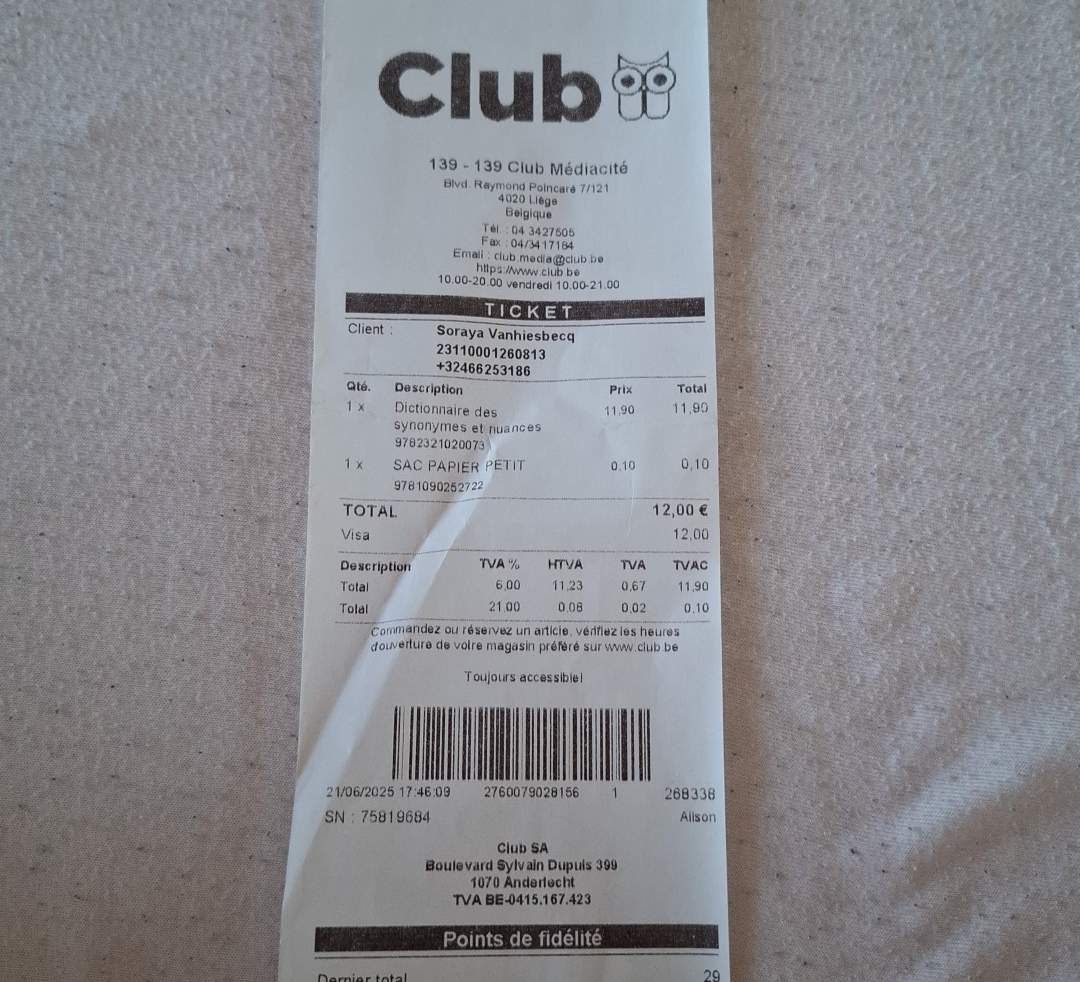 Club
139 - 139 Club Médiacité
Blvd. Raymond Poincaré 7/121
4020 Liège
Belgique
Tél. : 04 3427505
Fax : 04/3417184
Email : club.media@club.be
https://www.club.be
10.00-20.00 vendredi 10.00-21.00
TICKET
Client : Soraya Vanhiesbecq
23110001260813
+32466253186
Qté. Description Prix Total
1 x Dictionnaire des 11,90 11,90
synonymes et nuances
9782321020073
1 x SAC PAPIER PETIT 0,10 0,10
9781090252722
TOTAL 12,00 €
Visa 12,00
Description TVA % HTVA TVA TVAC
Total 6,00 11,23 0,67 11,90
Total 21,00 0,08 0,02 0,10
Commandez ou réservez un article, vérifiez les heures
d'ouverture de votre magasin préféré sur www.club.be
Toujours accessible!
21/06/2025 17:46:09 2760079028156 1 268338
SN : 75819684 Alison
Club SA
Boulevard Sylvain Dupuis 399
1070 Anderlecht
TVA BE-0415.167.423
Points de fidélité
Dernier total 29